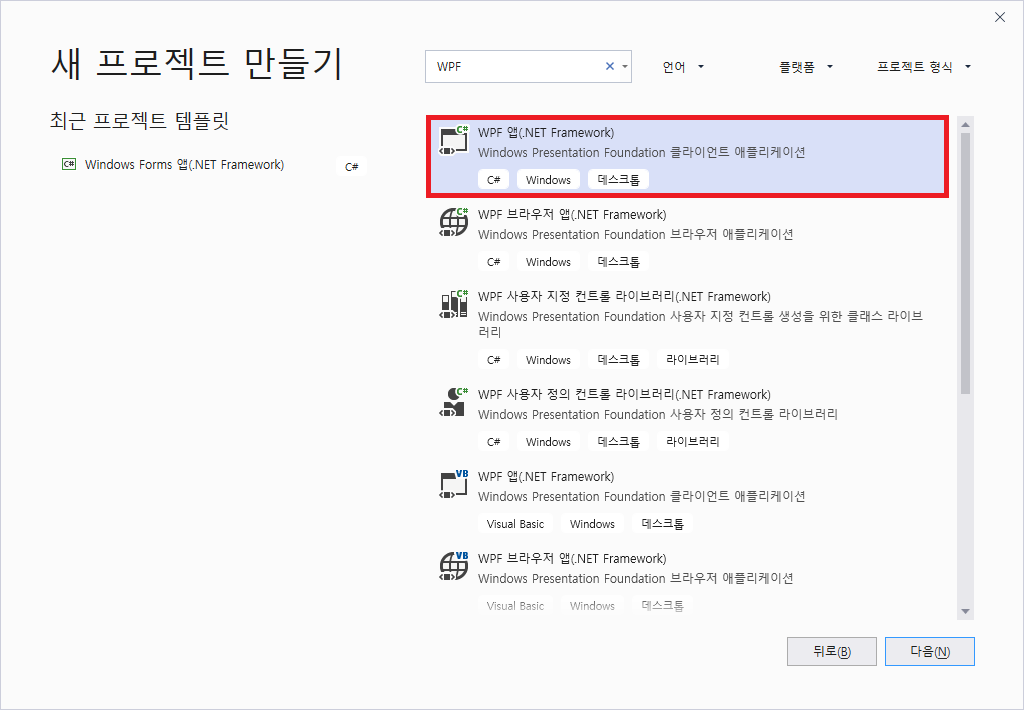 새 프로젝트 만들기
WPF
언어
플랫폼
프로젝트 형식
최근 프로젝트 템플릿
C# Windows Forms 앱(.NET Framework) C#
C#
WPF 앱(.NET Framework)
Windows Presentation Foundation 클라이언트 애플리케이션
C# Windows 데스크톱
C#
WPF 브라우저 앱(.NET Framework)
Windows Presentation Foundation 브라우저 애플리케이션
C# Windows 데스크톱
C#
WPF 사용자 지정 컨트롤 라이브러리(.NET Framework)
Windows Presentation Foundation 사용자 지정 컨트롤 생성을 위한 클래스 라이브
러리
C# Windows 데스크톱 라이브러리
C#
WPF 사용자 정의 컨트롤 라이브러리(.NET Framework)
Windows Presentation Foundation 사용자 정의 컨트롤 라이브러리
C# Windows 데스크톱 라이브러리
VB
WPF 앱(.NET Framework)
Windows Presentation Foundation 클라이언트 애플리케이션
Visual Basic Windows 데스크톱
VB
WPF 브라우저 앱(.NET Framework)
Windows Presentation Foundation 브라우저 애플리케이션
Visual Basic Windows 데스크톱
뒤로(B)
다음(N)